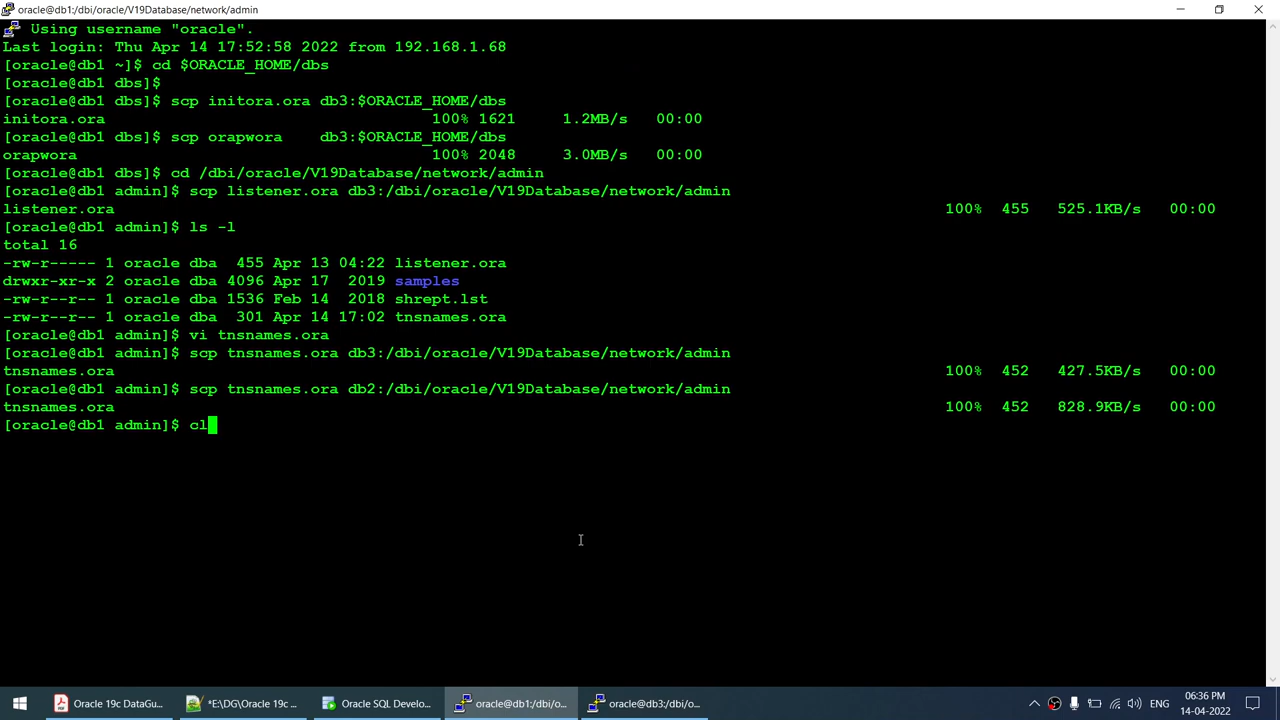 oracle@db1:/dbi/oracle/V19Database/network/admin
Using username "oracle".
Last login: Thu Apr 14 17:52:58 2022 from 192.168.1.68
[oracle@db1 ~]$ cd $ORACLE_HOME/dbs
[oracle@db1 dbs]$
[oracle@db1 dbs]$ scp initora.ora db3:$ORACLE_HOME/dbs
initora.ora 100% 1621 1.2MB/s 00:00
[oracle@db1 dbs]$ scp orapwora db3:$ORACLE_HOME/dbs
orapwora 100% 2048 3.0MB/s 00:00
[oracle@db1 dbs]$ cd /dbi/oracle/V19Database/network/admin
[oracle@db1 admin]$ scp listener.ora db3:/dbi/oracle/V19Database/network/admin
listener.ora 100% 455 525.1KB/s 00:00
[oracle@db1 admin]$ ls -l
total 16
-rw-r----- 1 oracle dba 455 Apr 13 04:22 listener.ora
drwxr-xr-x 2 oracle dba 4096 Apr 17 2019 samples
-rw-r--r-- 1 oracle dba 1536 Feb 14 2018 shrept.lst
-rw-r--r-- 1 oracle dba 301 Apr 14 17:02 tnsnames.ora
[oracle@db1 admin]$ vi tnsnames.ora
[oracle@db1 admin]$ scp tnsnames.ora db3:/dbi/oracle/V19Database/network/admin
tnsnames.ora 100% 452 427.5KB/s 00:00
[oracle@db1 admin]$ scp tnsnames.ora db2:/dbi/oracle/V19Database/network/admin
tnsnames.ora 100% 452 828.9KB/s 00:00
[oracle@db1 admin]$ cl
Oracle 19c DataGu...
*E\DG\Oracle 19c ...
Oracle SQL Develo...
oracle@db1:/dbi/o...
oracle@db3:/dbi/o...
ENG
06:36 PM
14-04-2022